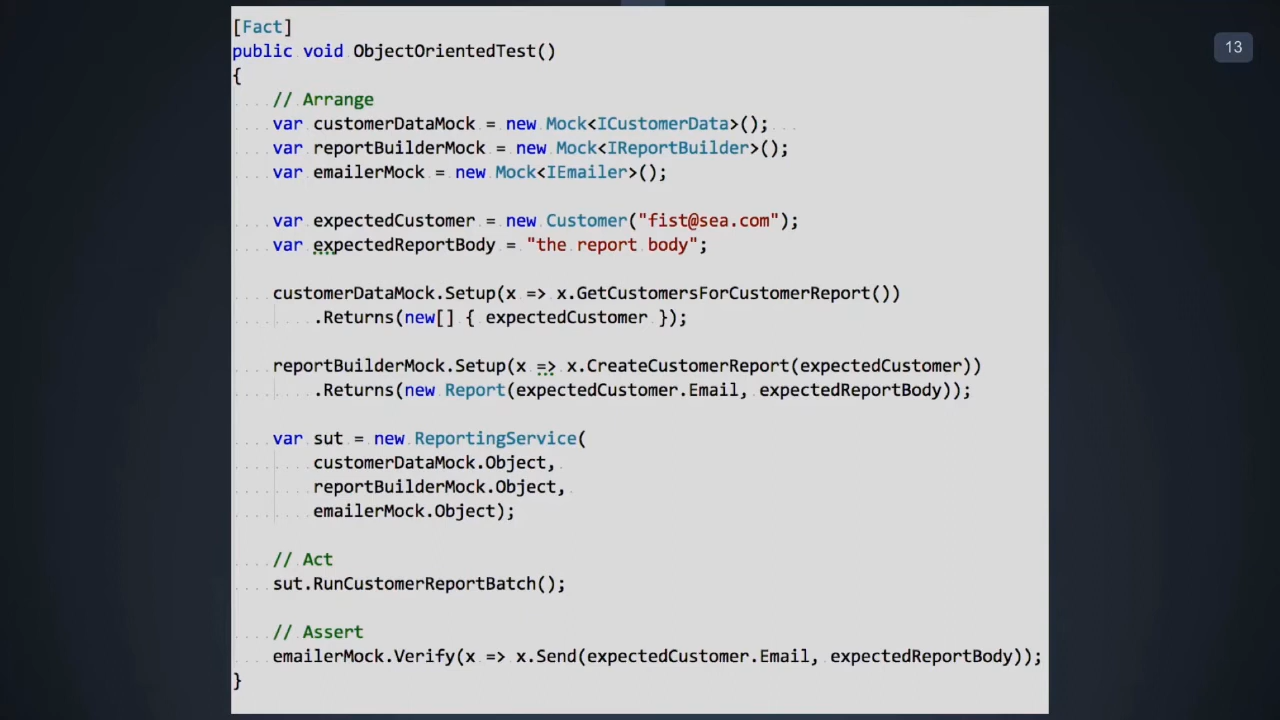 13
[Fact]
public void ObjectOrientedTest()
{
// Arrange
var customerDataMock = new Mock<ICustomerData>();
var reportBuilderMock = new Mock<IReportBuilder>();
var emailerMock = new Mock<IEmailer>();
var expectedCustomer = new Customer("fist@sea.com");
var expectedReportBody = "the report body";
customerDataMock.Setup(x => x.GetCustomersForCustomerReport())
.Returns(new[] { expectedCustomer });
reportBuilderMock.Setup(x => x.CreateCustomerReport(expectedCustomer))
.Returns(new Report(expectedCustomer.Email, expectedReportBody));
var sut = new ReportingService(
customerDataMock.Object,
reportBuilderMock.Object,
emailerMock.Object);
// Act
sut.RunCustomerReportBatch();
// Assert
emailerMock.Verify(x => x.Send(expectedCustomer.Email, expectedReportBody));
}